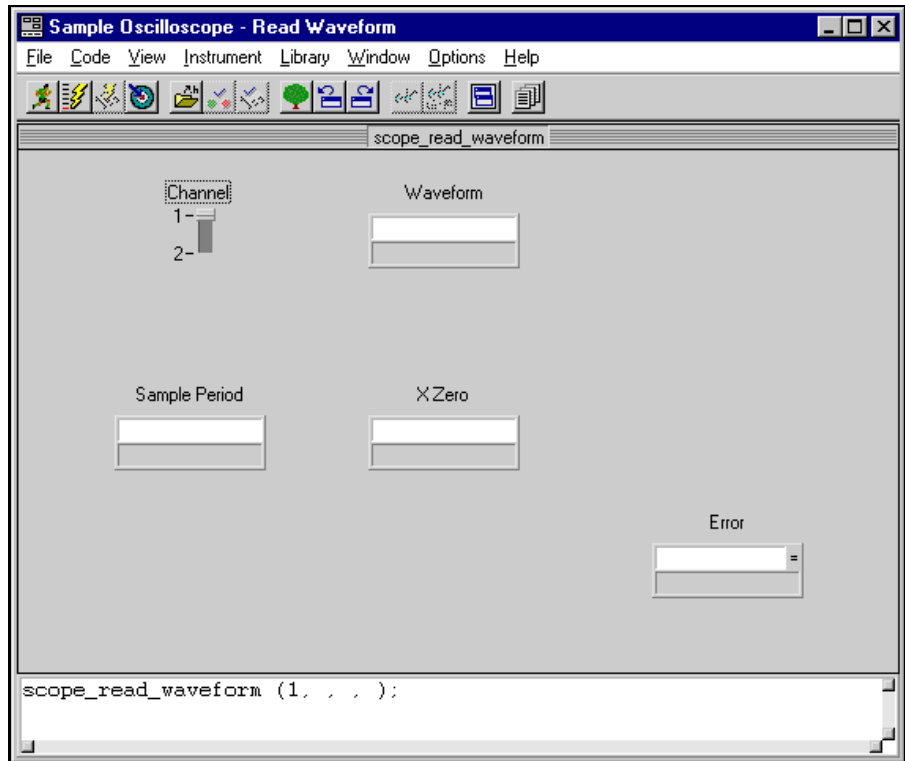 Sample Oscilloscope - Read Waveform
File Code View Instrument Library Window Options Help
scope_read_waveform
Channel
1
2
Waveform
Sample Period
X Zero
Error
=
scope_read_waveform (1, , , );